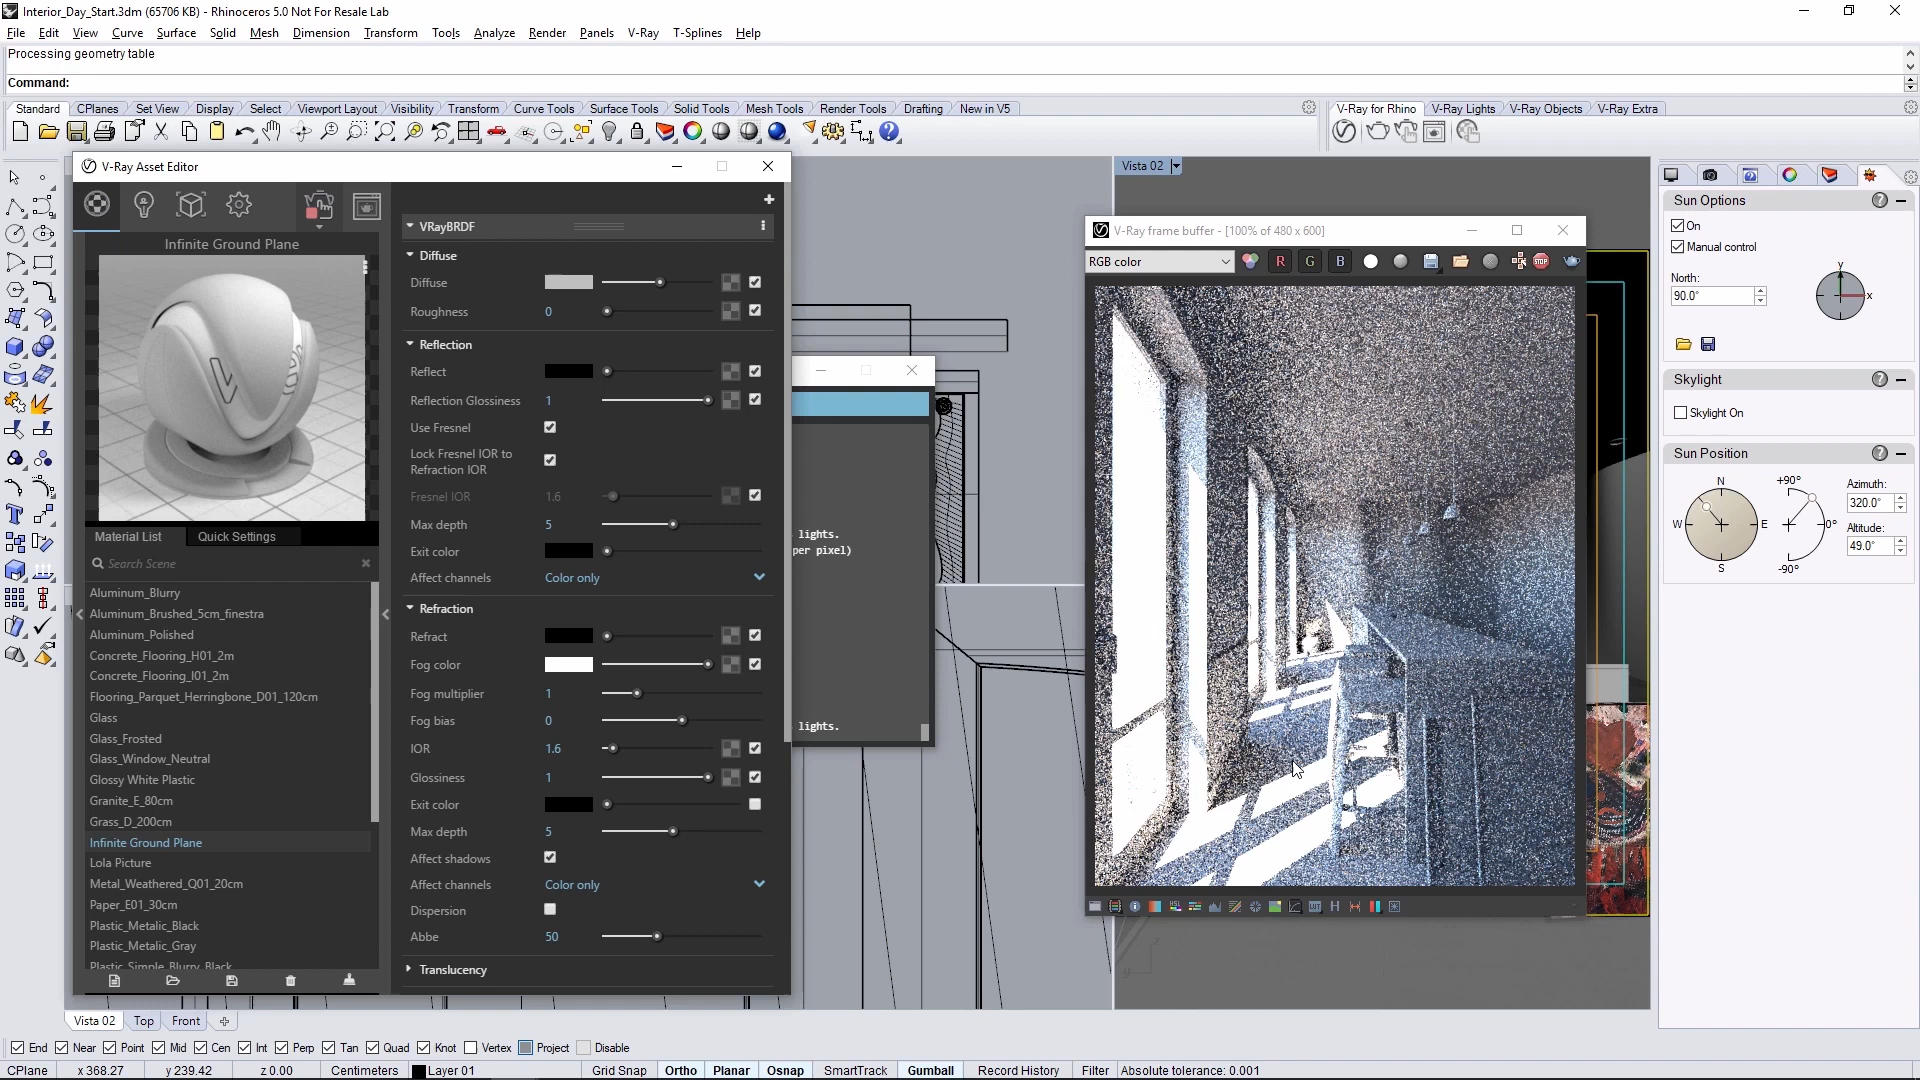 Interior_Day_Start.3dm (65706 KB) - Rhinoceros 5.0 Not For Resale Lab
File Edit View Curve Surface Solid Mesh Dimension Transform Tools Analyze Render Panels V-Ray T-Splines Help
Processing geometry table
Command:
Standard CPlanes Set View Display Select Viewport Layout Visibility Transform Curve Tools Surface Tools Solid Tools Mesh Tools Render Tools Drafting New in V5
V-Ray for Rhino V-Ray Lights V-Ray Objects V-Ray Extra
V-Ray Asset Editor
Infinite Ground Plane
Material List Quick Settings
Search Scene
Aluminum_Blurry
Aluminum_Brushed_5cm_finestra
Aluminum_Polished
Concrete_Flooring_H01_2m
Concrete_Flooring_I01_2m
Flooring_Parquet_Herringbone_D01_120cm
Glass
Glass_Frosted
Glass_Window_Neutral
Glossy White Plastic
Granite_E_80cm
Grass_D_200cm
Infinite Ground Plane
Lola Picture
Metal_Weathered_Q01_20cm
Paper_E01_30cm
Plastic_Metalic_Black
Plastic_Metalic_Gray
Plastic_Simple_Blurry_Black
VRayBRDF
Diffuse
Diffuse
Roughness 0
Reflection
Reflect
Reflection Glossiness 1
Use Fresnel
Lock Fresnel IOR to
Refraction IOR
Fresnel IOR 1.6
Max depth 5
Exit color
Affect channels Color only
Refraction
Refract
Fog color
Fog multiplier 1
Fog bias 0
IOR 1.6
Glossiness 1
Exit color
Max depth 5
Affect shadows
Affect channels Color only
Dispersion
Abbe 50
Translucency
lights.
per pixel)
lights.
Vista 02
V-Ray frame buffer - [100% of 480 x 600]
RGB color R G B STOP
Sun Options
On
Manual control
North:
90.0°
y
x
Skylight
Skylight On
Sun Position
N
W E
S
+90°
0°
-90°
Azimuth:
320.0°
Altitude:
49.0°
Vista 02 Top Front
End Near Point Mid Cen Int Perp Tan Quad Knot Vertex Project Disable
CPlane x 368.27 y 239.42 z 0.00 Centimeters Layer 01 Grid Snap Ortho Planar Osnap SmartTrack Gumball Record History Filter Absolute tolerance: 0.001